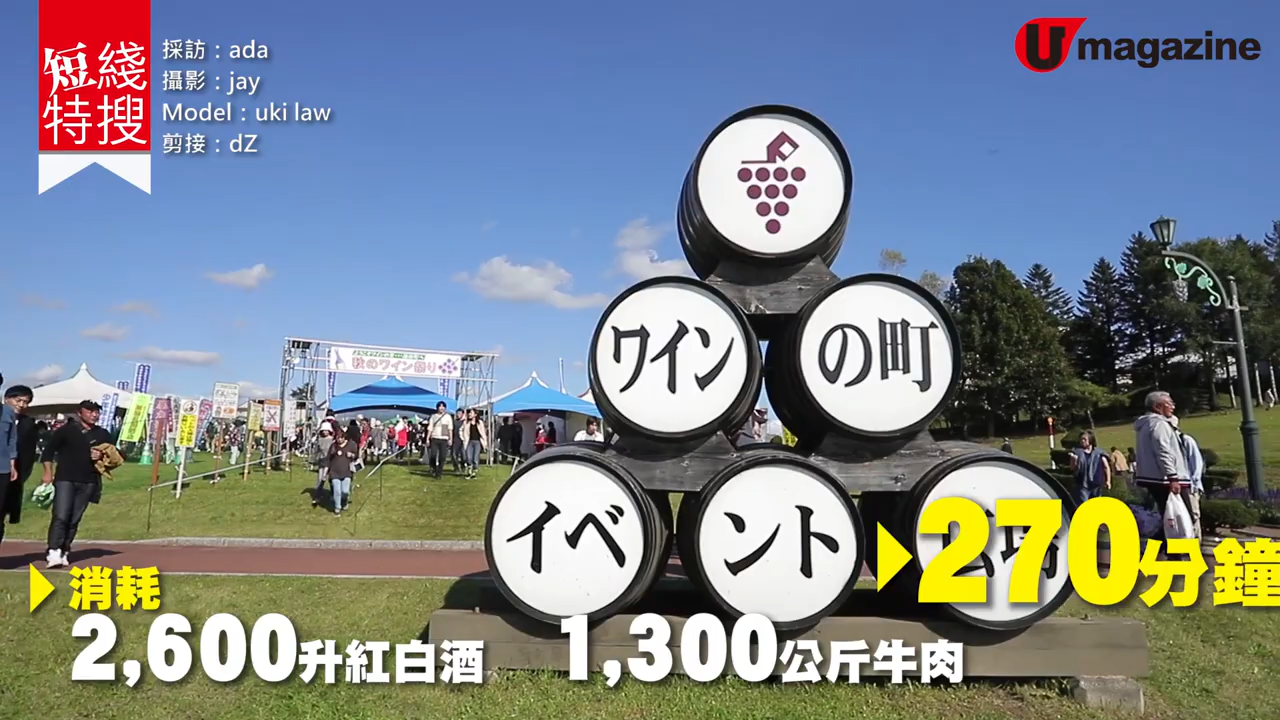 短綫
特搜
採訪：ada
攝影：jay
Model：uki law
剪接：dZ
U magazine
秋のワイン祭り
ワイン
の町
イベ
ント
270分鐘
消耗
2,600升紅白酒
1,300公斤牛肉